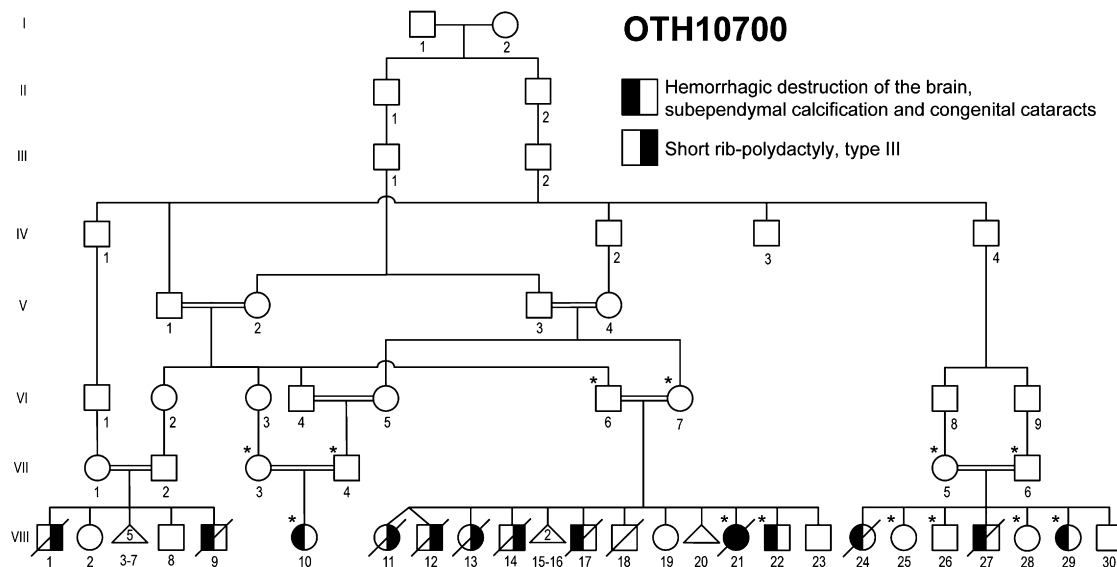 OTH10700
Hemorrhagic destruction of the brain,
subependymal calcification and congenital cataracts
Short rib-polydactyly, type III
I
1 2
II
1 2
III
1 2
IV
1 2 3 4
V
1 2 3 4
VI
* *
1 2 3 4 5 6 7 8 9
VII
* * * *
1 2 3 4 5 6
VIII
* * * * * * *
5 2
1 2 3-7 8 9 10 11 12 13 14 15-16 17 18 19 20 21 22 23 24 25 26 27 28 29 30